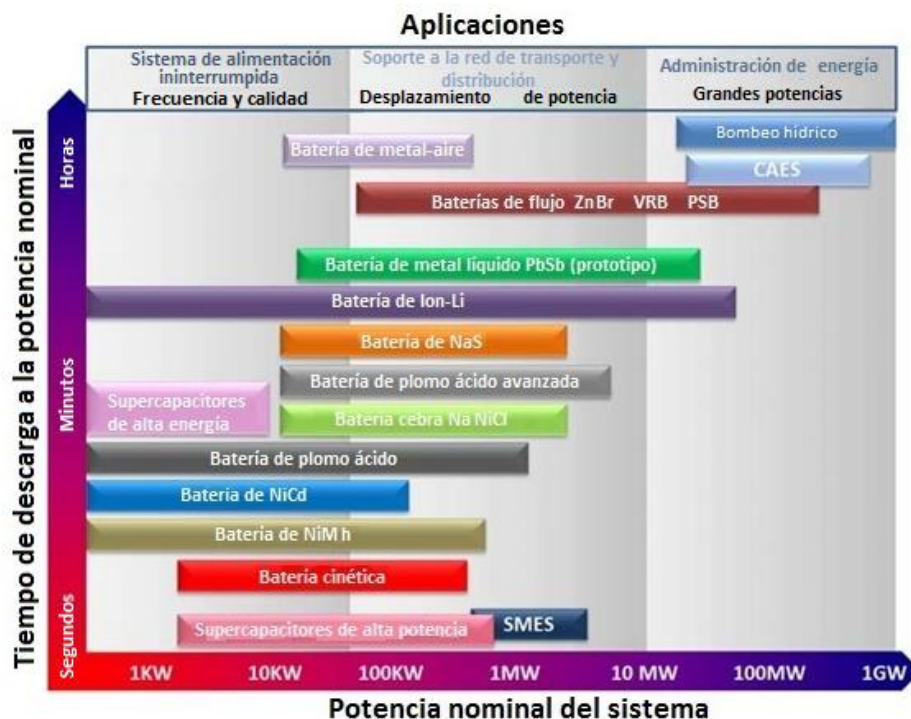 Aplicaciones
Sistema de alimentación
ininterrumpida
Frecuencia y calidad
Soporte a la red de transporte y
distribución
Desplazamiento de potencia
Administración de energía
Grandes potencias
Tiempo de descarga a la potencia nominal
Horas
Minutos
Segundos
Bombeo hídrico
Batería de metal-aire
CAES
Baterías de flujo ZnBr VRB PSB
Batería de metal líquido PbSb (prototipo)
Batería de Ion-Li
Batería de NaS
Batería de plomo ácido avanzada
Supercapacitores
de alta energía
Bateria cebra Na NiCl
Batería de plomo ácido
Bateria de NiCd
Bateria de NiM h
Batería cinética
SMES
Supercapacitores de alta potencia
1KW 10KW 100KW 1MW 10 MW 100MW 1GW
Potencia nominal del sistema